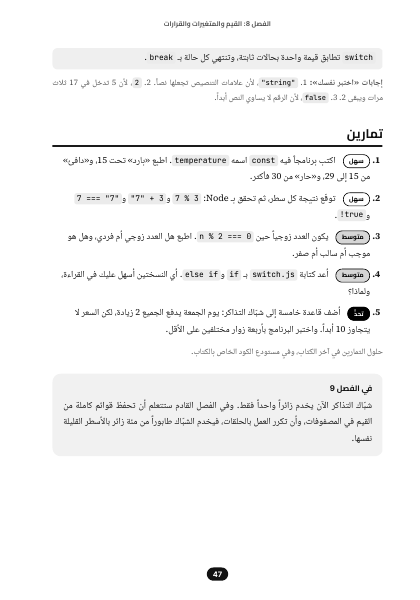 الفصل 8: القيم والمتغيرات والقرارات
switch تطابق قيمة واحدة بحالات ثابتة، وتنتهي كل حالة بـ break .
إجابات «اختبر نفسك»: 1. "string" ، لأن علامات التنصيص تجعلها نصاً. 2. 2 ، لأن 5 تدخل في 17 ثلاث
مرات ويبقى 2. 3. false ، لأن الرقم لا يساوي النص أبداً.
تمارين
1. سهل اكتب برنامجاً فيه const اسمه temperature . اطبع «بارد» تحت 15، و«دافئ»
من 15 إلى 29، و«حار» من 30 فأكثر.
2. سهل توقع نتيجة كل سطر، ثم تحقق بـ Node: 7 % 3 و "7" + 3 و 7 === "7"
و !true .
3. متوسط يكون العدد زوجياً حين n % 2 === 0 . اطبع هل العدد زوجي أم فردي، وهل هو
موجب أم سالب أم صفر.
4. متوسط أعد كتابة switch.js بـ if و else if . أي النسختين أسهل عليك في القراءة،
ولماذا؟
5. تحدٍّ أضف قاعدة خامسة إلى شبّاك التذاكر: يوم الجمعة يدفع الجميع 2 زيادة، لكن السعر لا
يتجاوز 10 أبداً. واختبر البرنامج بأربعة زوار مختلفين على الأقل.
حلول التمارين في آخر الكتاب، وفي مستودع الكود الخاص بالكتاب.
في الفصل 9
شبّاك التذاكر الآن يخدم زائراً واحداً فقط. وفي الفصل القادم ستتعلم أن تحفظ قوائم كاملة من
القيم في المصفوفات، وأن تكرر العمل بالحلقات، فيخدم الشبّاك طابوراً من مئة زائر بالأسطر القليلة
نفسها.
47